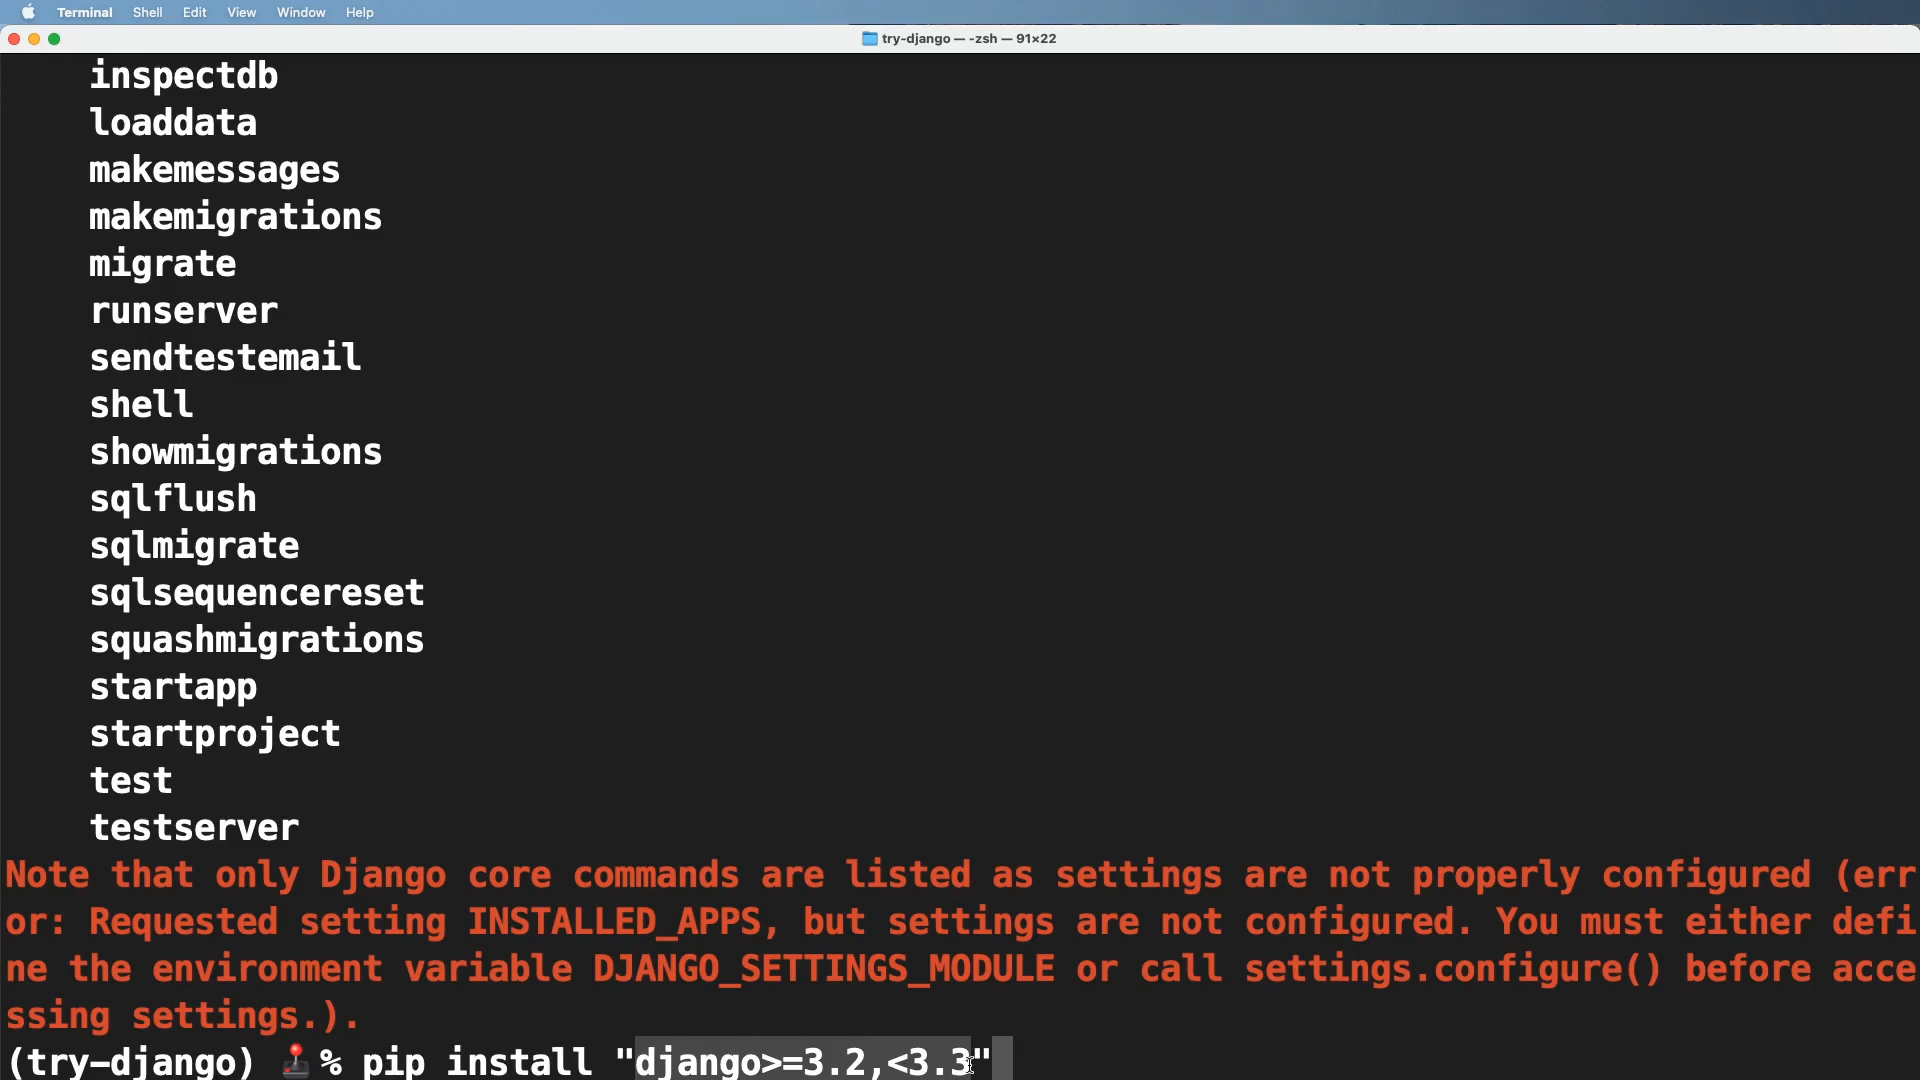 Terminal Shell Edit View Window Help
try-django — -zsh — 91×22
inspectdb
loaddata
makemessages
makemigrations
migrate
runserver
sendtestemail
shell
showmigrations
sqlflush
sqlmigrate
sqlsequencereset
squashmigrations
startapp
startproject
test
testserver
Note that only Django core commands are listed as settings are not properly configured (err
or: Requested setting INSTALLED_APPS, but settings are not configured. You must either defi
ne the environment variable DJANGO_SETTINGS_MODULE or call settings.configure() before acce
ssing settings.).
(try-django) 🕹️% pip install "django>=3.2,<3.3"